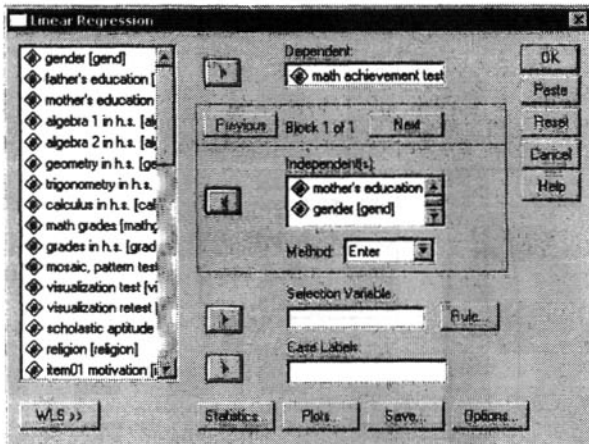 Linear Regression
gender [gend]
father's education [
mother's education
algebra 1 in h.s. [al
algebra 2 in h.s. [al
geometry in h.s. [ge
trigonometry in h.s.
calculus in h.s. [cal
math grades [mathg
grades in h.s. [grad
mosaic, pattern test
visualization test [vi
visualization retest [
scholastic aptitude
religion [religion]
item01 motivation [i
WLS >>
Dependent:
math achievement test
Previous
Block 1 of 1
Next
Independent(s):
mother's education
gender [gend]
Method:
Enter
Selection Variable:
Rule...
Case Labels:
Statistics...
Plots...
Save...
Options...
OK
Paste
Reset
Cancel
Help